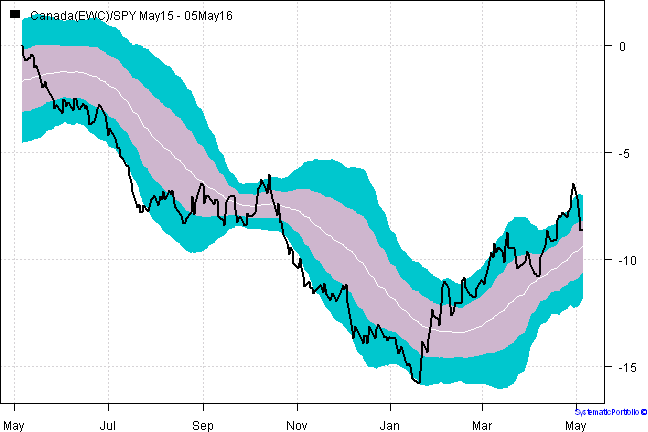 Canada(EWC)/SPY May15 - 05May16
0
-5
-10
-15
May Jul Sep Nov Jan Mar May
SystematicPortfolio ©